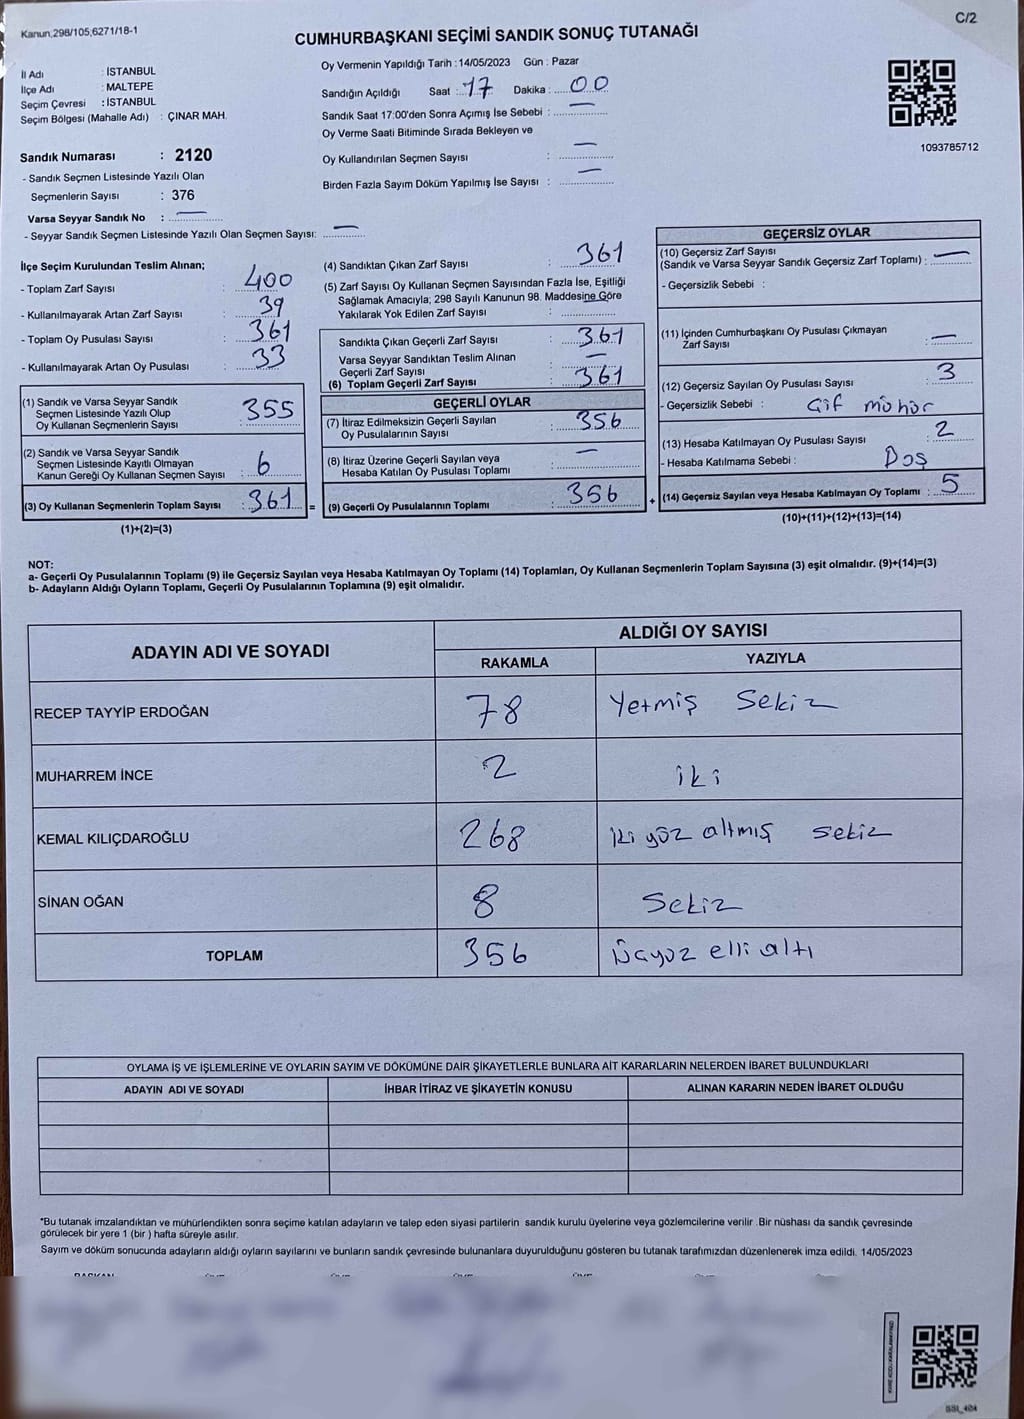 Kanun,298/105,6271/18-1
C/2
CUMHURBAŞKANI SEÇİMİ SANDIK SONUÇ TUTANAĞI
Oy Vermenin Yapıldığı Tarih : 14/05/2023 Gün : Pazar
İl Adı : İSTANBUL
İlçe Adı : MALTEPE
Seçim Çevresi : İSTANBUL
Seçim Bölgesi (Mahalle Adı) : ÇINAR MAH.
Sandık Numarası : 2120
- Sandık Seçmen Listesinde Yazılı Olan
Seçmenlerin Sayısı : 376
Varsa Seyyar Sandık No : —
- Seyyar Sandık Seçmen Listesinde Yazılı Olan Seçmen Sayısı: —
Sandığın Açıldığı Saat : 17 Dakika : 00
Sandık Saat 17:00'den Sonra Açımış İse Sebebi : —
Oy Verme Saati Bitiminde Sırada Bekleyen ve
Oy Kullandırılan Seçmen Sayısı : —
Birden Fazla Sayım Döküm Yapılmış İse Sayısı : —
1093785712
İlçe Seçim Kurulundan Teslim Alınan;
- Toplam Zarf Sayısı : 400
- Kullanılmayarak Artan Zarf Sayısı : 39
- Toplam Oy Pusulası Sayısı : 361
- Kullanılmayarak Artan Oy Pusulası : 33
(1) Sandık ve Varsa Seyyar Sandık
Seçmen Listesinde Yazılı Olup
Oy Kullanan Seçmenlerin Sayısı : 355
(2) Sandık ve Varsa Seyyar Sandık
Seçmen Listesinde Kayıtlı Olmayan
Kanun Gereği Oy Kullanan Seçmen Sayısı : 6
(3) Oy Kullanan Seçmenlerin Toplam Sayısı : 361 =
(1)+(2)=(3)
(4) Sandıktan Çıkan Zarf Sayısı : 361
(5) Zarf Sayısı Oy Kullanan Seçmen Sayısından Fazla İse, Eşitliği
Sağlamak Amacıyla; 298 Sayılı Kanunun 98. Maddesine Göre
Yakılarak Yok Edilen Zarf Sayısı : —
Sandıkta Çıkan Geçerli Zarf Sayısı : 361
Varsa Seyyar Sandıktan Teslim Alınan
Geçerli Zarf Sayısı : —
(6) Toplam Geçerli Zarf Sayısı : 361
GEÇERLİ OYLAR
(7) İtiraz Edilmeksizin Geçerli Sayılan
Oy Pusulalarının Sayısı : 356
(8) İtiraz Üzerine Geçerli Sayılan veya
Hesaba Katılan Oy Pusulası Toplamı : —
(9) Geçerli Oy Pusulalarının Toplamı : 356 +
GEÇERSİZ OYLAR
(10) Geçersiz Zarf Sayısı
(Sandık ve Varsa Seyyar Sandık Geçersiz Zarf Toplamı) : —
- Geçersizlik Sebebi :
(11) İçinden Cumhurbaşkanı Oy Pusulası Çıkmayan
Zarf Sayısı : —
(12) Geçersiz Sayılan Oy Pusulası Sayısı : 3
- Geçersizlik Sebebi : Çif mühür
(13) Hesaba Katılmayan Oy Pusulası Sayısı : 2
- Hesaba Katılmama Sebebi : Boş
(14) Geçersiz Sayılan veya Hesaba Katılmayan Oy Toplamı : 5
(10)+(11)+(12)+(13)=(14)
NOT:
a- Geçerli Oy Pusulalarının Toplamı (9) ile Geçersiz Sayılan veya Hesaba Katılmayan Oy Toplamı (14) Toplamları, Oy Kullanan Seçmenlerin Toplam Sayısına (3) eşit olmalıdır. (9)+(14)=(3)
b- Adayların Aldığı Oyların Toplamı, Geçerli Oy Pusulalarının Toplamına (9) eşit olmalıdır.
ADAYIN ADI VE SOYADI ALDIĞI OY SAYISI
RAKAMLA YAZIYLA
RECEP TAYYİP ERDOĞAN 78 Yetmiş Sekiz
MUHARREM İNCE 2 iki
KEMAL KILIÇDAROĞLU 268 iki yüz altmış sekiz
SİNAN OĞAN 8 Sekiz
TOPLAM 356 Üçyüz elli altı
OYLAMA İŞ VE İŞLEMLERİNE VE OYLARIN SAYIM VE DÖKÜMÜNE DAİR ŞİKAYETLERLE BUNLARA AİT KARARLARIN NELERDEN İBARET BULUNDUKLARI
ADAYIN ADI VE SOYADI İHBAR İTİRAZ VE ŞİKAYETİN KONUSU ALINAN KARARIN NEDEN İBARET OLDUĞU
*Bu tutanak imzalandıktan ve mühürlendikten sonra seçime katılan adayların ve talep eden siyasi partilerin sandık kurulu üyelerine veya gözlemcilerine verilir .Bir nüshası da sandık çevresinde
görülecek bir yere 1 (bir ) hafta süreyle asılır.
Sayım ve döküm sonucunda adayların aldığı oyların sayılarını ve bunların sandık çevresinde bulunanlara duyurulduğunu gösteren bu tutanak tarafımızdan düzenlenerek imza edildi. 14/05/2023
SSI_404